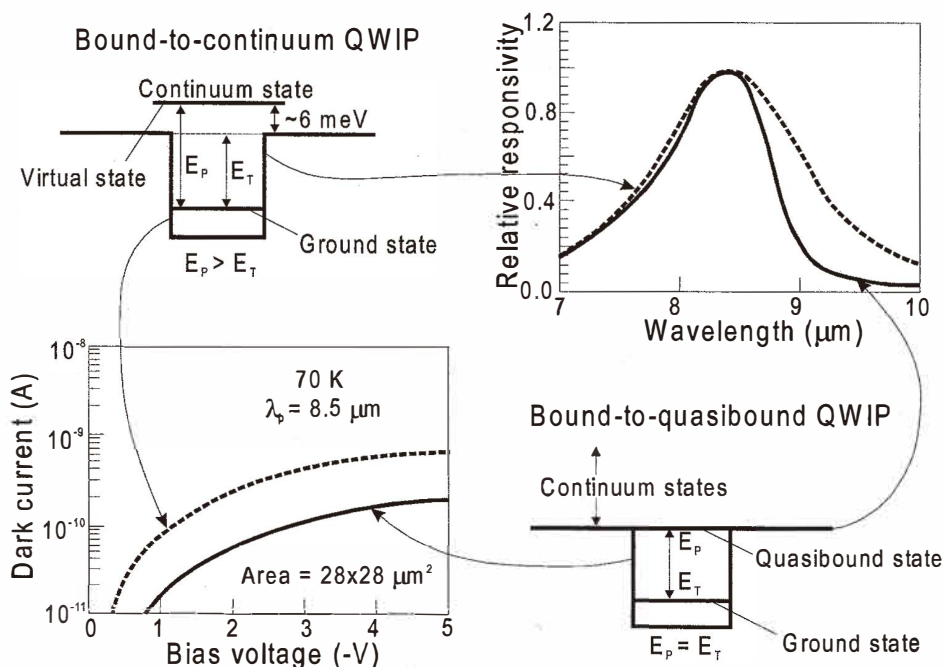 Bound-to-continuum QWIP
Continuum state
~6 meV
Virtual state
E_P
E_T
Ground state
E_P > E_T
Relative responsivity
1.2
0.8
0.4
0.0
7
8
9
10
Wavelength (μm)
Dark current (A)
10^-8
10^-9
10^-10
10^-11
70 K
λ_p = 8.5 μm
Area = 28x28 μm^2
0
1
2
3
4
5
Bias voltage (-V)
Bound-to-quasibound QWIP
Continuum states
E_P
Quasibound state
E_T
Ground state
E_P = E_T